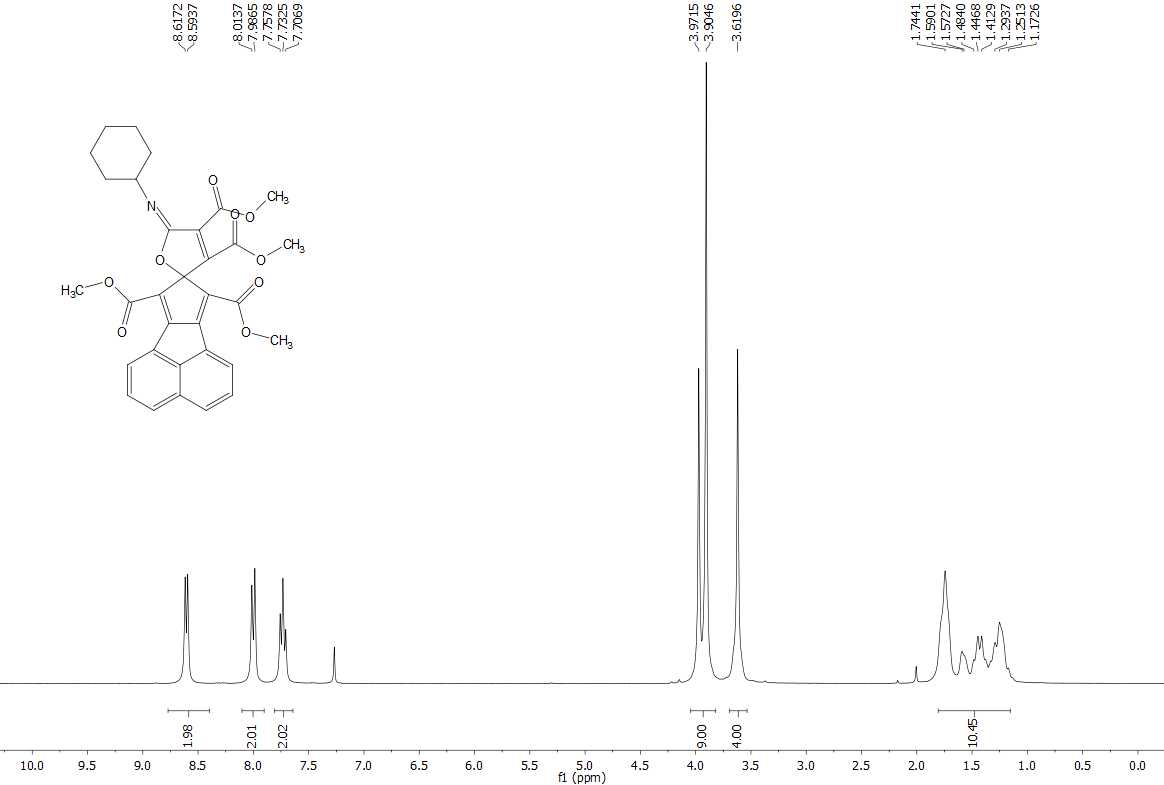 8.6172
8.5937
8.0137
7.9865
7.7578
7.7325
7.7069
3.9715
3.9046
3.6196
1.7441
1.5901
1.5727
1.4840
1.4468
1.4129
1.2937
1.2513
1.1726
O
CH3
N
O
O
CH3
O
O
O
O
H3C
O
O
CH3
1.98
2.01
2.02
9.00
4.00
10.45
10.0 9.5 9.0 8.5 8.0 7.5 7.0 6.5 6.0 5.5 5.0 4.5 4.0 3.5 3.0 2.5 2.0 1.5 1.0 0.5 0.0
f1 (ppm)